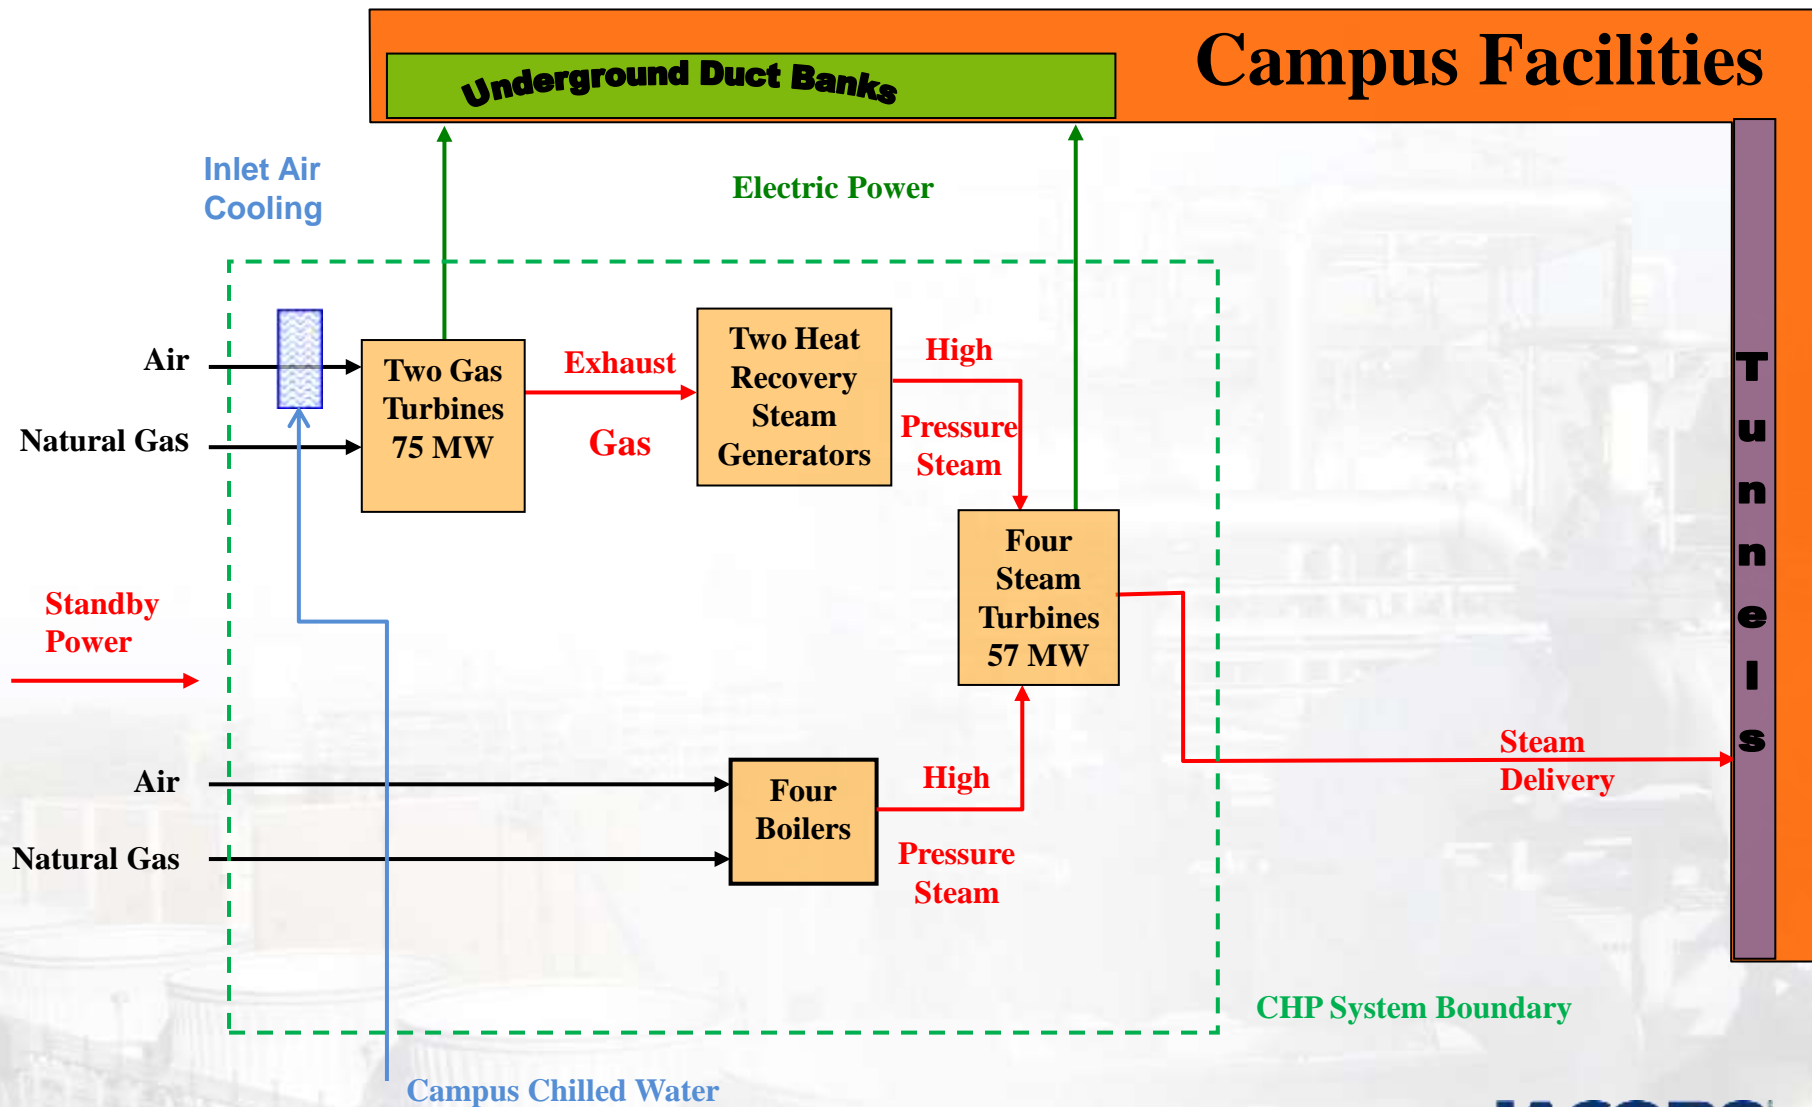 Campus Facilities
Underground Duct Banks
Inlet Air
Cooling
Electric Power
Air
Natural Gas
Two Gas
Turbines
75 MW
Exhaust
Gas
Two Heat
Recovery
Steam
Generators
High
Pressure
Steam
Four
Steam
Turbines
57 MW
Tunnels
Standby
Power
Air
Natural Gas
Four
Boilers
High
Pressure
Steam
Steam
Delivery
CHP System Boundary
Campus Chilled Water